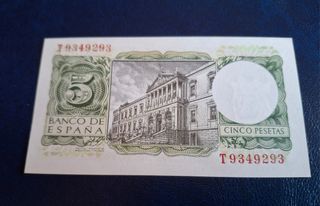 T9349293
5
BANCO DE
ESPAÑA
CINCO PESETAS
T9349293